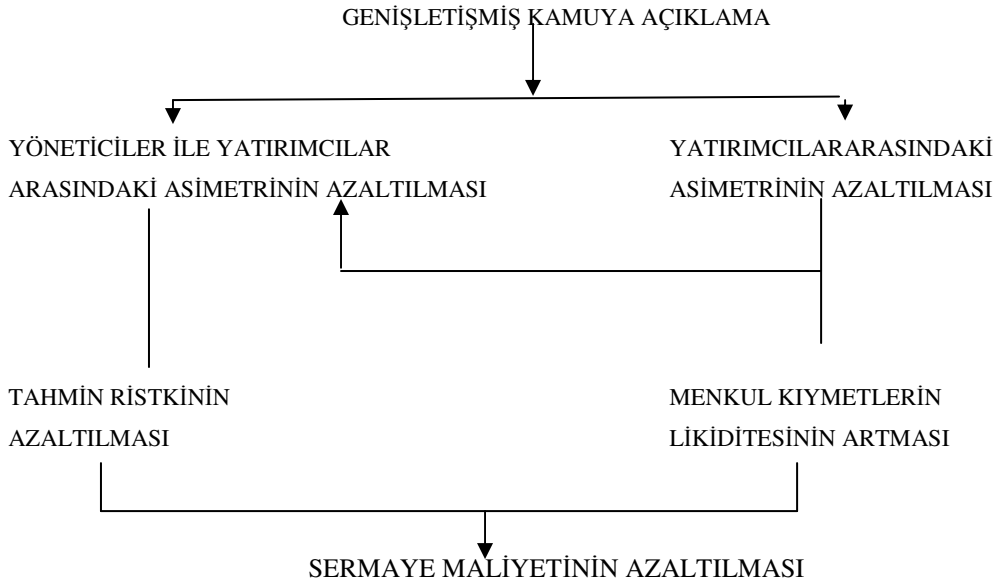 GENİŞLETİŞMİŞ KAMUYA AÇIKLAMA
YÖNETİCİLER İLE YATIRIMCILAR
ARASINDAKİ ASİMETRİNİN AZALTILMASI
YATIRIMCILARARASINDAKİ
ASİMETRİNİN AZALTILMASI
TAHMİN RİSTKİNİN
AZALTILMASI
MENKUL KIYMETLERİN
LİKİDİTESİNİN ARTMASI
SERMAYE MALİYETİNİN AZALTILMASI